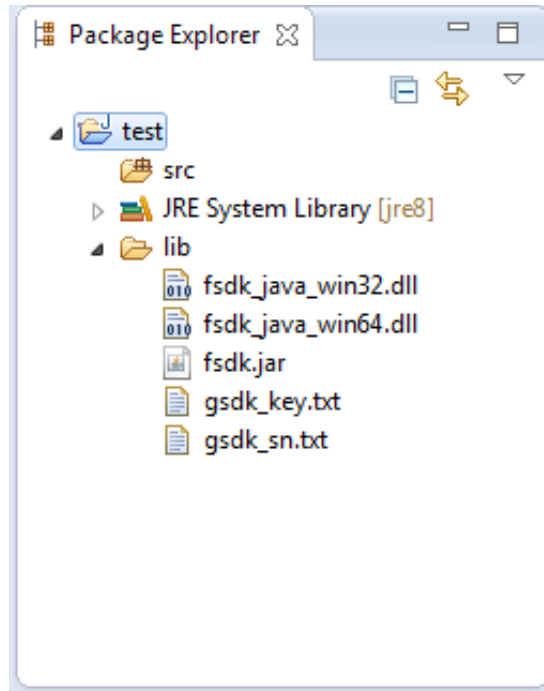 Package Explorer
test
src
JRE System Library [jre8]
lib
fsdk_java_win32.dll
fsdk_java_win64.dll
fsdk.jar
gsdk_key.txt
gsdk_sn.txt